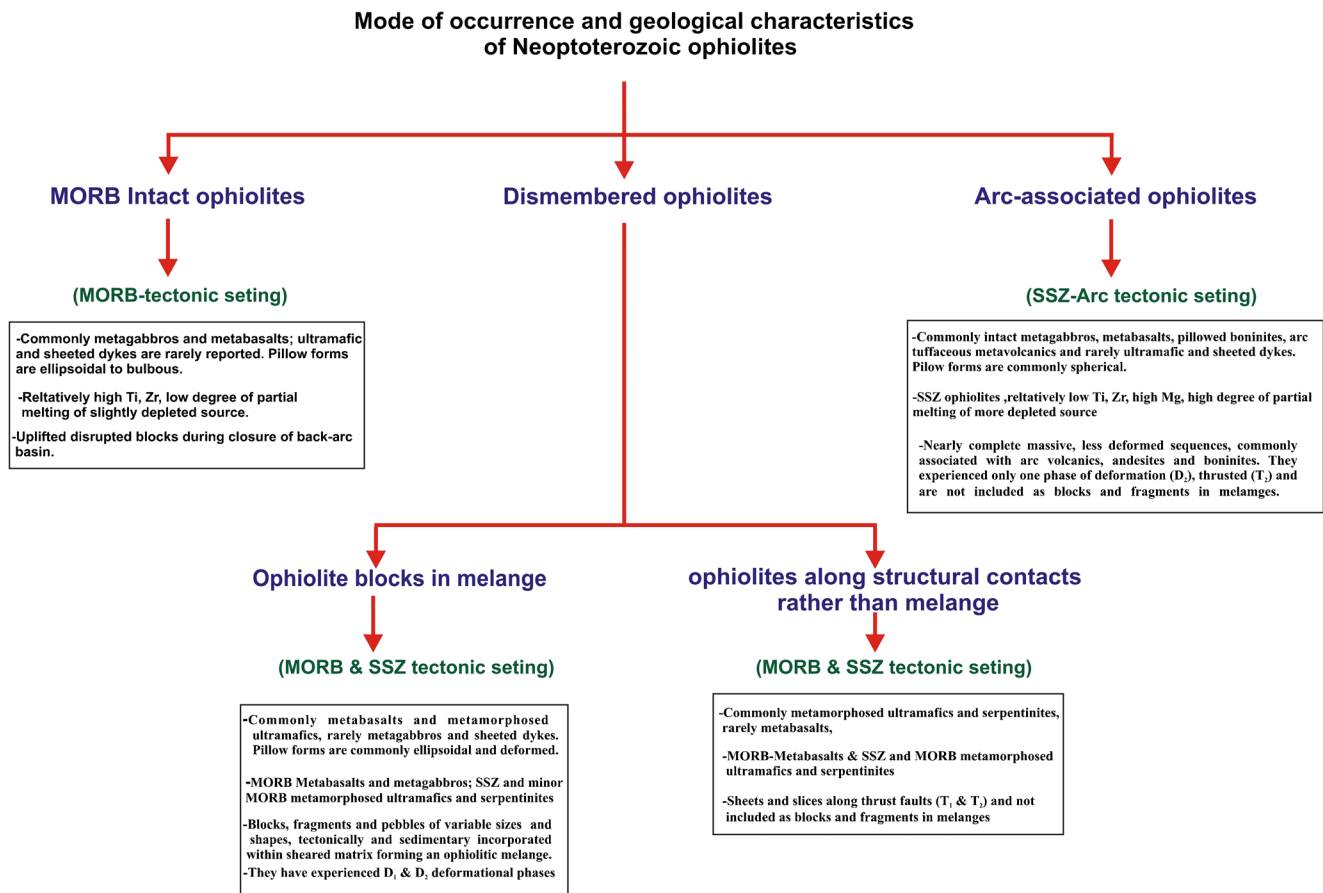 Mode of occurrence and geological characteristics
of Neoptoterozoic ophiolites
MORB Intact ophiolites
Dismembered ophiolites
Arc-associated ophiolites
(MORB-tectonic seting)
-Commonly metagabbros and metabasalts; ultramafic
and sheeted dykes are rarely reported. Pillow forms
are ellipsoidal to bulbous.
-Reltatively high Ti, Zr, low degree of partial
melting of slightly depleted source.
-Uplifted disrupted blocks during closure of back-arc
basin.
(SSZ-Arc tectonic seting)
-Commonly intact metagabbros, metabasalts, pillowed boninites, arc
tuffaceous metavolcanics and rarely ultramafic and sheeted dykes.
Pilow forms are commonly spherical.
-SSZ ophiolites ,reltatively low Ti, Zr, high Mg, high degree of partial
melting of more depleted source
-Nearly complete massive, less deformed sequences, commonly
associated with arc volcanics, andesites and boninites. They
experienced only one phase of deformation (D₂), thrusted (T₂) and
are not included as blocks and fragments in melamges.
Ophiolite blocks in melange
(MORB & SSZ tectonic seting)
-Commonly metabasalts and metamorphosed
ultramafics, rarely metagabbros and sheeted dykes.
Pillow forms are commonly ellipsoidal and deformed.
-MORB Metabasalts and metagabbros; SSZ and minor
MORB metamorphosed ultramafics and serpentinites
-Blocks, fragments and pebbles of variable sizes and
shapes, tectonically and sedimentary incorporated
within sheared matrix forming an ophiolitic melange.
-They have experienced D₁ & D₂ deformational phases
ophiolites along structural contacts
rather than melange
(MORB & SSZ tectonic seting)
-Commonly metamorphosed ultramafics and serpentinites,
rarely metabasalts,
-MORB-Metabasalts & SSZ and MORB metamorphosed
ultramafics and serpentinites
-Sheets and slices along thrust faults (T₁ & T₂) and not
included as blocks and fragments in melanges